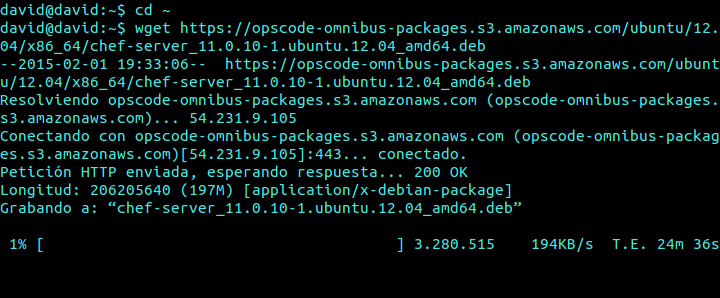 david@david:~$ cd ~
david@david:~$ wget https://opscode-omnibus-packages.s3.amazonaws.com/ubuntu/12.
04/x86_64/chef-server_11.0.10-1.ubuntu.12.04_amd64.deb
--2015-02-01 19:33:06--  https://opscode-omnibus-packages.s3.amazonaws.com/ubunt
u/12.04/x86_64/chef-server_11.0.10-1.ubuntu.12.04_amd64.deb
Resolviendo opscode-omnibus-packages.s3.amazonaws.com (opscode-omnibus-packages.
s3.amazonaws.com)... 54.231.9.105
Conectando con opscode-omnibus-packages.s3.amazonaws.com (opscode-omnibus-packag
es.s3.amazonaws.com)[54.231.9.105]:443... conectado.
Petición HTTP enviada, esperando respuesta... 200 OK
Longitud: 206205640 (197M) [application/x-debian-package]
Grabando a: “chef-server_11.0.10-1.ubuntu.12.04_amd64.deb”
 1% [                                       ] 3.280.515    194KB/s  T.E. 24m 36s